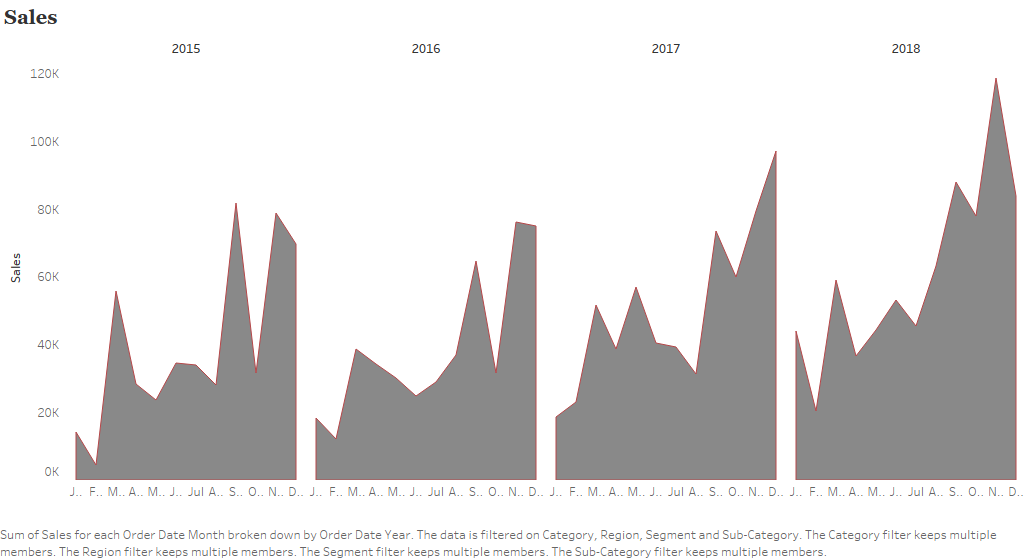 Sales
2015 2016 2017 2018
120K
100K
80K
60K
40K
20K
0K
Sales
J.. F.. M.. A.. M.. J.. Jul A.. S.. O.. N.. D.. J.. F.. M.. A.. M.. J.. Jul A.. S.. O.. N.. D.. J.. F.. M.. A.. M.. J.. Jul A.. S.. O.. N.. D.. J.. F.. M.. A.. M.. J.. Jul A.. S.. O.. N.. D..
Sum of Sales for each Order Date Month broken down by Order Date Year. The data is filtered on Category, Region, Segment and Sub-Category. The Category filter keeps multiple
members. The Region filter keeps multiple members. The Segment filter keeps multiple members. The Sub-Category filter keeps multiple members.